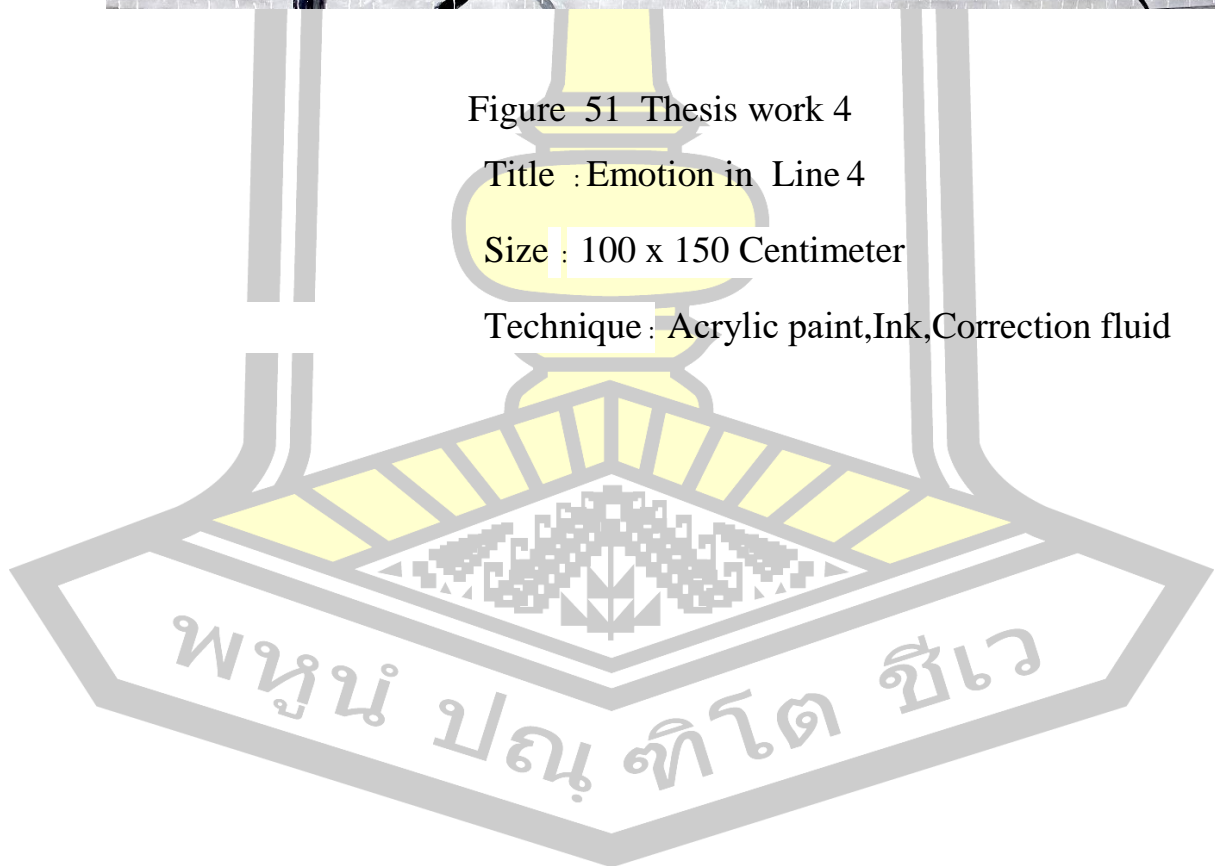 Figure 51 Thesis work 4
Title : Emotion in Line 4
Size : 100 x 150 Centimeter
Technique : Acrylic paint,Ink,Correction fluid
พหูนํ ปณฺ ฑิโต ชีเว